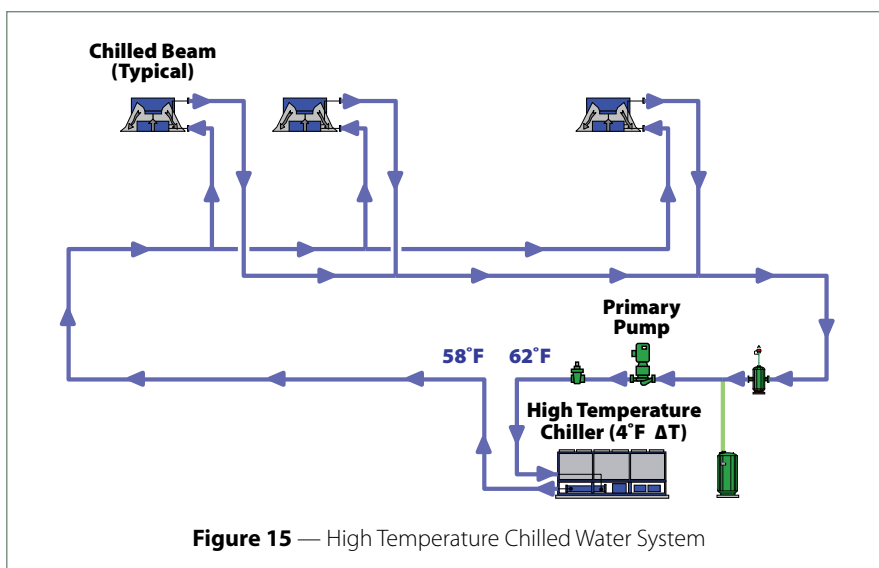 Chilled Beam
(Typical)
Primary
Pump
58°F
62°F
High Temperature
Chiller (4°F ΔT)
Figure 15 — High Temperature Chilled Water System